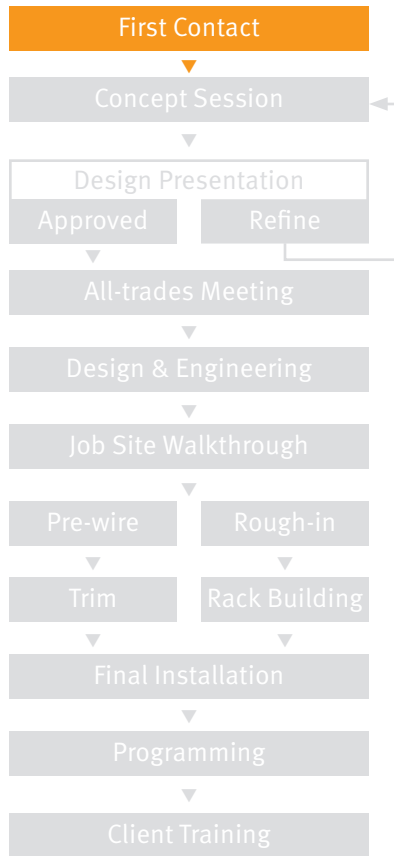 First Contact
Concept Session
Design Presentation
Approved
Refine
All-trades Meeting
Design & Engineering
Job Site Walkthrough
Pre-wire
Rough-in
Trim
Rack Building
Final Installation
Programming
Client Training